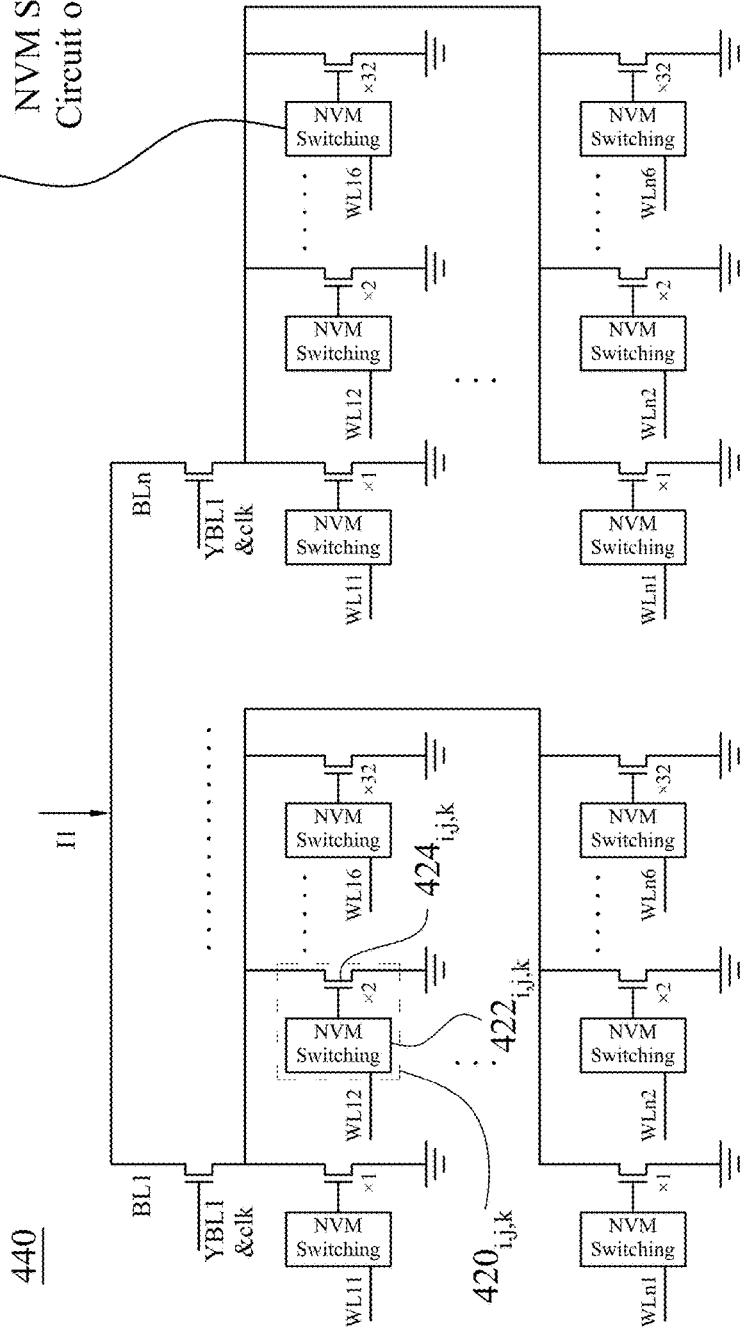 440
I1
NVM S
Circuit o
BL1
BLn
YBL1
&clk
YBL1
&clk
WL11
NVM
Switching
×1
WL12
NVM
Switching
×2
WL16
NVM
Switching
×32
WL11
NVM
Switching
×1
WL12
NVM
Switching
×2
WL16
NVM
Switching
×32
420i,j,k
422i,j,k
424i,j,k
WLn1
NVM
Switching
×1
WLn2
NVM
Switching
×2
WLn6
NVM
Switching
×32
WLn1
NVM
Switching
×1
WLn2
NVM
Switching
×2
WLn6
NVM
Switching
×32